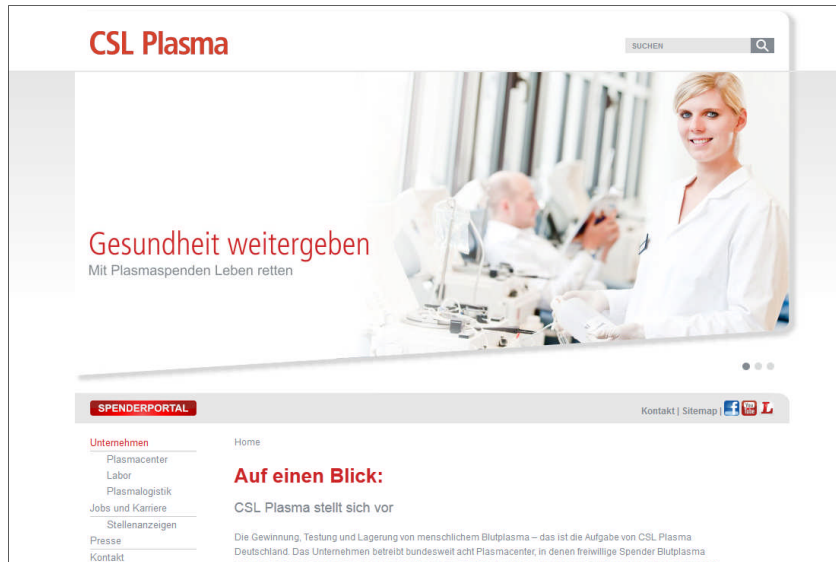 CSL Plasma
SUCHEN
Gesundheit weitergeben
Mit Plasmaspenden Leben retten
SPENDERPORTAL
Kontakt | Sitemap |
f You Tube L
Unternehmen
Plasmacenter
Labor
Plasmalogistik
Jobs und Karriere
Stellenanzeigen
Presse
Kontakt
Home
Auf einen Blick:
CSL Plasma stellt sich vor
Die Gewinnung, Testung und Lagerung von menschlichem Blutplasma – das ist die Aufgabe von CSL Plasma
Deutschland. Das Unternehmen betreibt bundesweit acht Plasmacenter, in denen freiwillige Spender Blutplasma